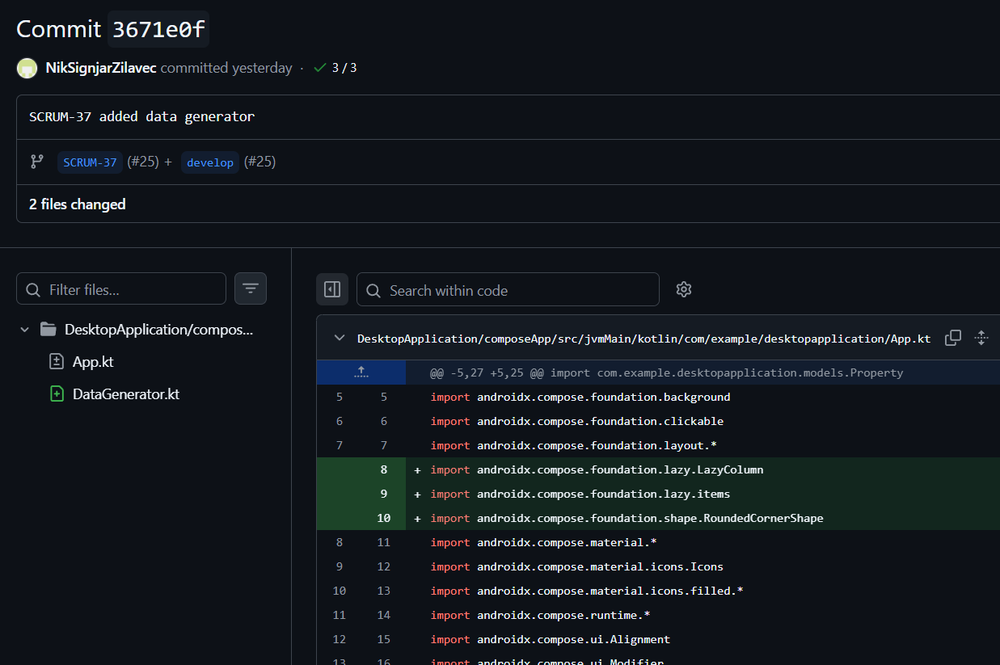 Commit 3671e0f
NikSignjarZilavec committed yesterday · 3 / 3
SCRUM-37 added data generator
SCRUM-37 (#25) + develop (#25)
2 files changed
Filter files...
DesktopApplication/compos...
App.kt
DataGenerator.kt
Search within code
DesktopApplication/composeApp/src/jvmMain/kotlin/com/example/desktopapplication/App.kt
@@ -5,27 +5,25 @@ import com.example.desktopapplication.models.Property
5 5 import androidx.compose.foundation.background
6 6 import androidx.compose.foundation.clickable
7 7 import androidx.compose.foundation.layout.*
8 + import androidx.compose.foundation.lazy.LazyColumn
9 + import androidx.compose.foundation.lazy.items
10 + import androidx.compose.foundation.shape.RoundedCornerShape
8 11 import androidx.compose.material.*
9 12 import androidx.compose.material.icons.Icons
10 13 import androidx.compose.material.icons.filled.*
11 14 import androidx.compose.runtime.*
12 15 import androidx.compose.ui.Alignment
13 16 import androidx.compose.ui.Modifier